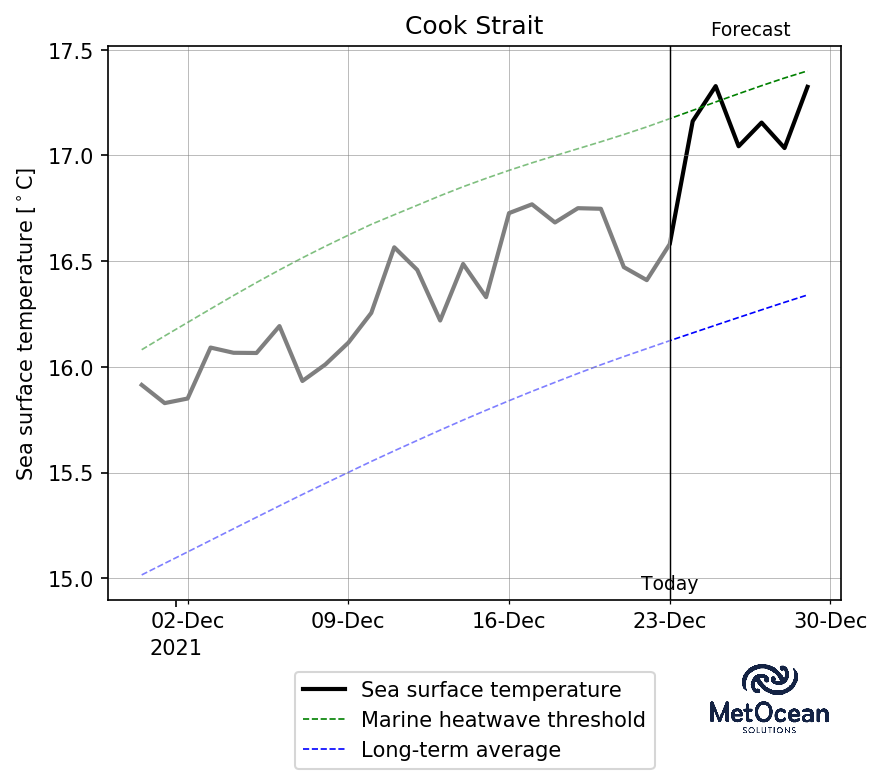 Cook Strait
Forecast
Sea surface temperature [°C]
17.5
17.0
16.5
16.0
15.5
15.0
Today
02-Dec 09-Dec 16-Dec 23-Dec 30-Dec
2021
Sea surface temperature
Marine heatwave threshold
Long-term average
MetOcean
SOLUTIONS